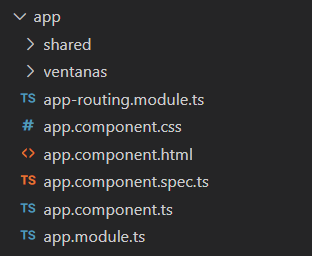 app
shared
ventanas
TS app-routing.module.ts
# app.component.css
<> app.component.html
TS app.component.spec.ts
TS app.component.ts
TS app.module.ts